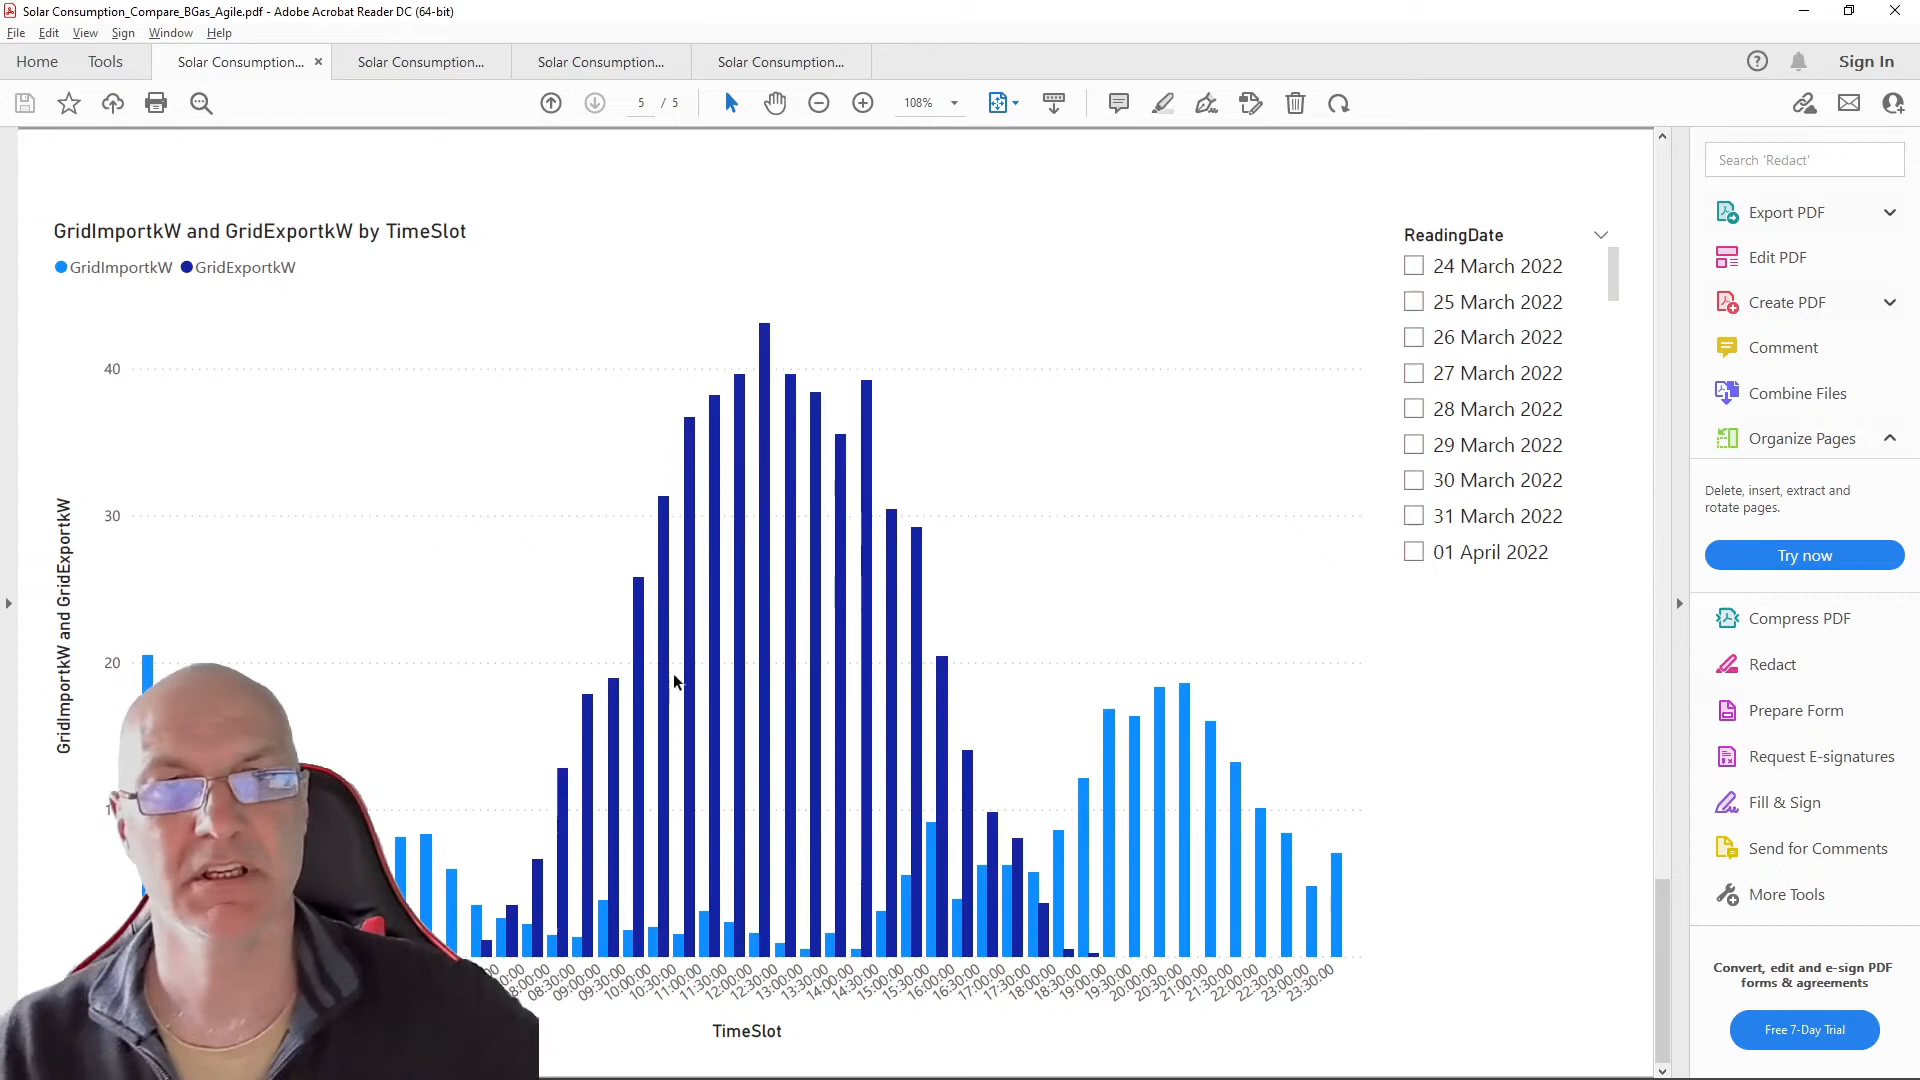 Solar Consumption_Compare_BGas_Agile.pdf - Adobe Acrobat Reader DC (64-bit)
File Edit View Sign Window Help
Home Tools Solar Consumption... × Solar Consumption... Solar Consumption... Solar Consumption... Sign In
5 / 5 108%
GridImportkW and GridExportkW by TimeSlot
GridImportkW GridExportkW
GridImportkW and GridExportkW
40
30
20
08:00:00 08:30:00 09:00:00 09:30:00 10:00:00 10:30:00 11:00:00 11:30:00 12:00:00 12:30:00 13:00:00 13:30:00 14:00:00 14:30:00 15:00:00 15:30:00 16:00:00 16:30:00 17:00:00 17:30:00 18:00:00 18:30:00 19:00:00 19:30:00 20:00:00 20:30:00 21:00:00 21:30:00 22:00:00 22:30:00 23:00:00 23:30:00
TimeSlot
ReadingDate
24 March 2022
25 March 2022
26 March 2022
27 March 2022
28 March 2022
29 March 2022
30 March 2022
31 March 2022
01 April 2022
Search 'Redact'
Export PDF
Edit PDF
Create PDF
Comment
Combine Files
Organize Pages
Delete, insert, extract and
rotate pages.
Try now
Compress PDF
Redact
Prepare Form
Request E-signatures
Fill & Sign
Send for Comments
More Tools
Convert, edit and e-sign PDF
forms & agreements
Free 7-Day Trial